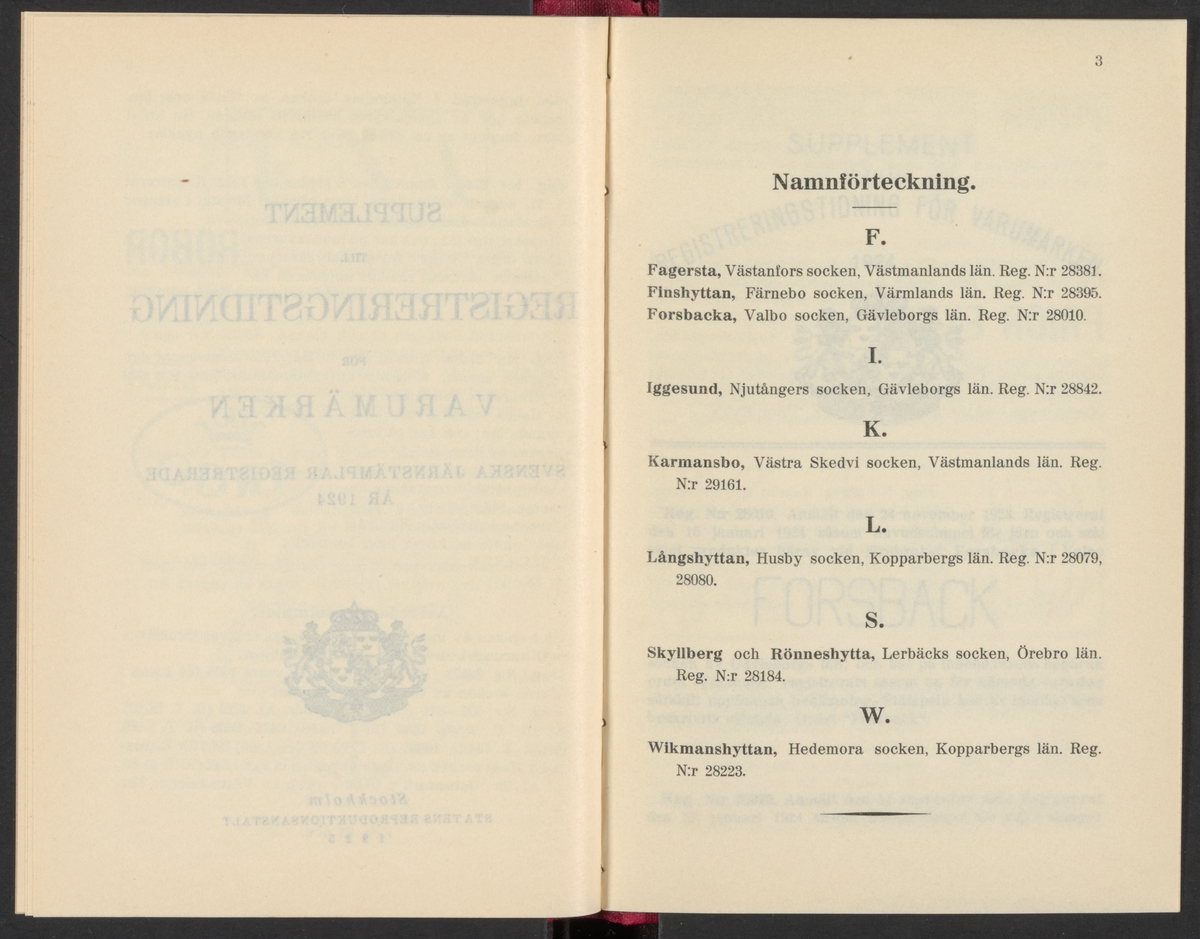 3
Namnförteckning.
F.
Fagersta, Västanfors socken, Västmanlands län. Reg. N:r 28381.
Finshyttan, Färnebo socken, Värmlands län. Reg. N:r 28395.
Forsbacka, Valbo socken, Gävleborgs län. Reg. N:r 28010.
I.
Iggesund, Njutångers socken, Gävleborgs län. Reg. N:r 28842.
K.
Karmansbo, Västra Skedvi socken, Västmanlands län. Reg.
N:r 29161.
L.
Långshyttan, Husby socken, Kopparbergs län. Reg. N:r 28079,
28080.
S.
Skyllberg och Rönneshytta, Lerbäcks socken, Örebro län.
Reg. N:r 28184.
W.
Wikmanshyttan, Hedemora socken, Kopparbergs län. Reg.
N:r 28223.